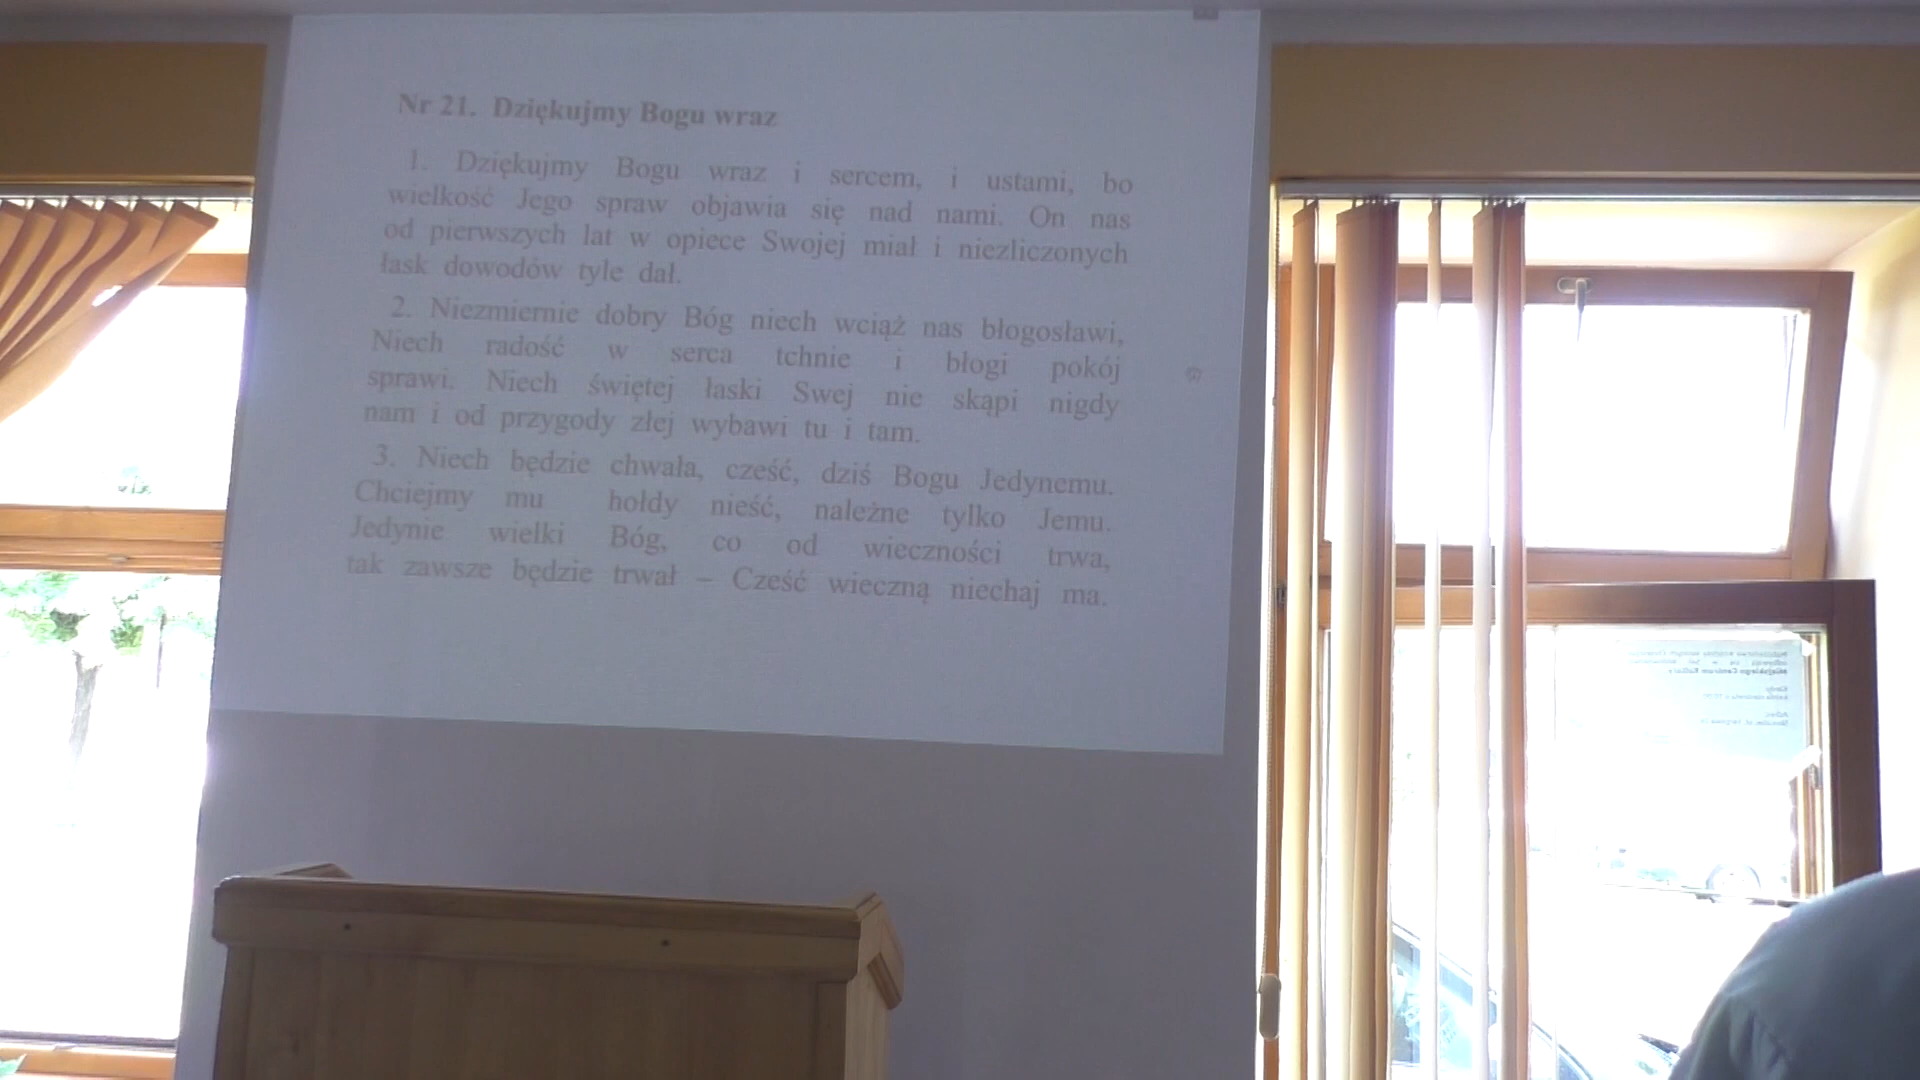 Nr 21. Dziękujmy Bogu wraz
1. Dziękujmy Bogu wraz i sercem, i ustami, bo
wielkość Jego spraw objawia się nad nami. On nas
od pierwszych lat w opiece Swojej miał i niezliczonych
łask dowodów tyle dał.
2. Niezmiernie dobry Bóg niech wciąż nas błogosławi,
Niech radość w serca tchnie i błogi pokój
sprawi. Niech świętej łaski Swej nie skąpi nigdy
nam i od przygody złej wybawi tu i tam.
3. Niech będzie chwała, cześć, dziś Bogu Jedynemu.
Chciejmy mu hołdy nieść, należne tylko Jemu.
Jedynie wielki Bóg, co od wieczności trwa,
tak zawsze będzie trwał – Cześć wieczną niechaj ma.